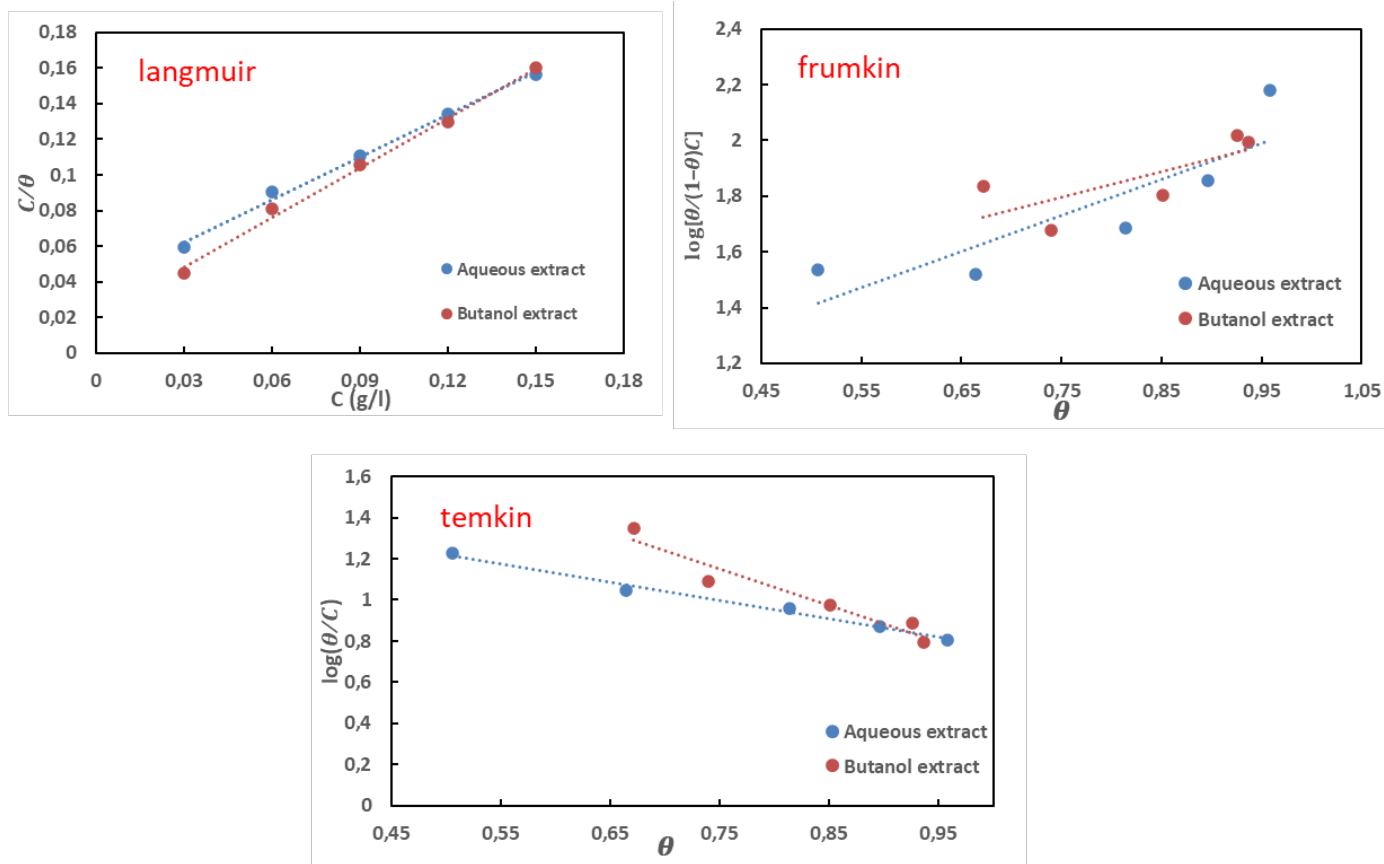 langmuir
C/θ
0,18
0,16
0,14
0,12
0,1
0,08
0,06
0,04
0,02
0
0 0,03 0,06 0,09 0,12 0,15 0,18
C (g/l)
Aqueous extract
Butanol extract
frumkin
log[θ/(1−θ)C]
2,4
2,2
2
1,8
1,6
1,4
1,2
0,45 0,55 0,65 0,75 0,85 0,95 1,05
θ
Aqueous extract
Butanol extract
temkin
log(θ/C)
1,6
1,4
1,2
1
0,8
0,6
0,4
0,2
0
0,45 0,55 0,65 0,75 0,85 0,95
θ
Aqueous extract
Butanol extract